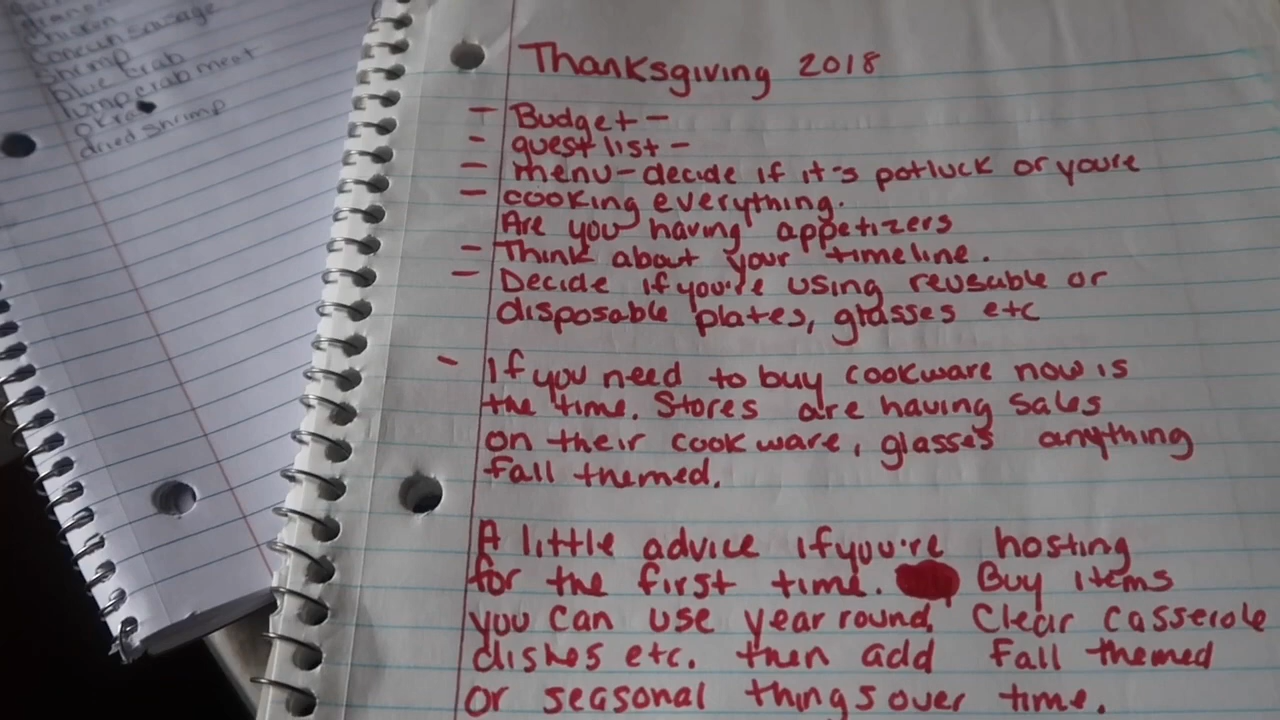 chicken
sausage
shrimp
blue crab
lump crab meat
okra
dried shrimp
Thanksgiving 2018
- Budget -
- guest list -
- menu - decide if it's potluck or you're
- cooking everything.
Are you having appetizers
- Think about your timeline.
- Decide if you're using reusable or
disposable plates, glasses etc
- If you need to buy cookware now is
the time. Stores are having sales
on their cookware, glasses anything
fall themed.
A little advice if you're hosting
for the first time. Buy items
you can use year round, Clear casserole
dishes etc. then add fall themed
or seasonal things over time.